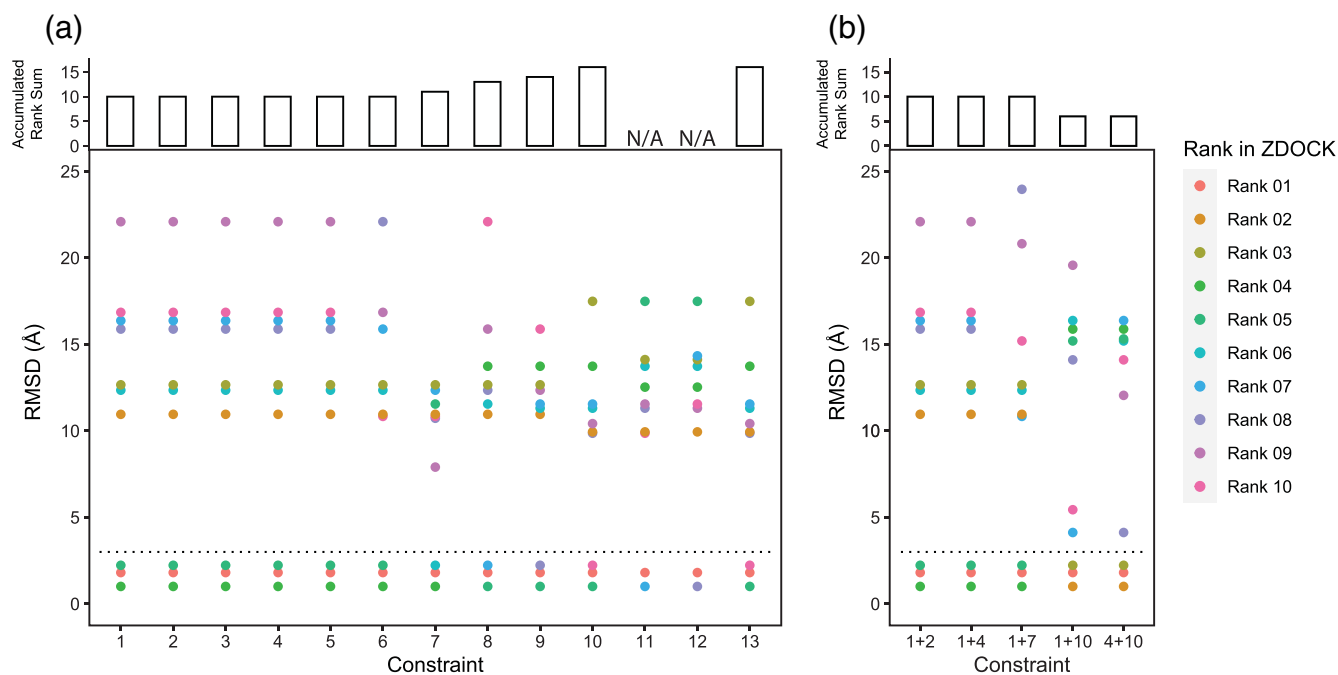 (a)
Accumulated
Rank Sum
15
10
5
0
N/A
N/A
RMSD (Å)
25
20
15
10
5
0
1
2
3
4
5
6
7
8
9
10
11
12
13
Constraint
(b)
Accumulated
Rank Sum
15
10
5
0
RMSD (Å)
25
20
15
10
5
0
1+2
1+4
1+7
1+10
4+10
Constraint
Rank in ZDOCK
Rank 01
Rank 02
Rank 03
Rank 04
Rank 05
Rank 06
Rank 07
Rank 08
Rank 09
Rank 10